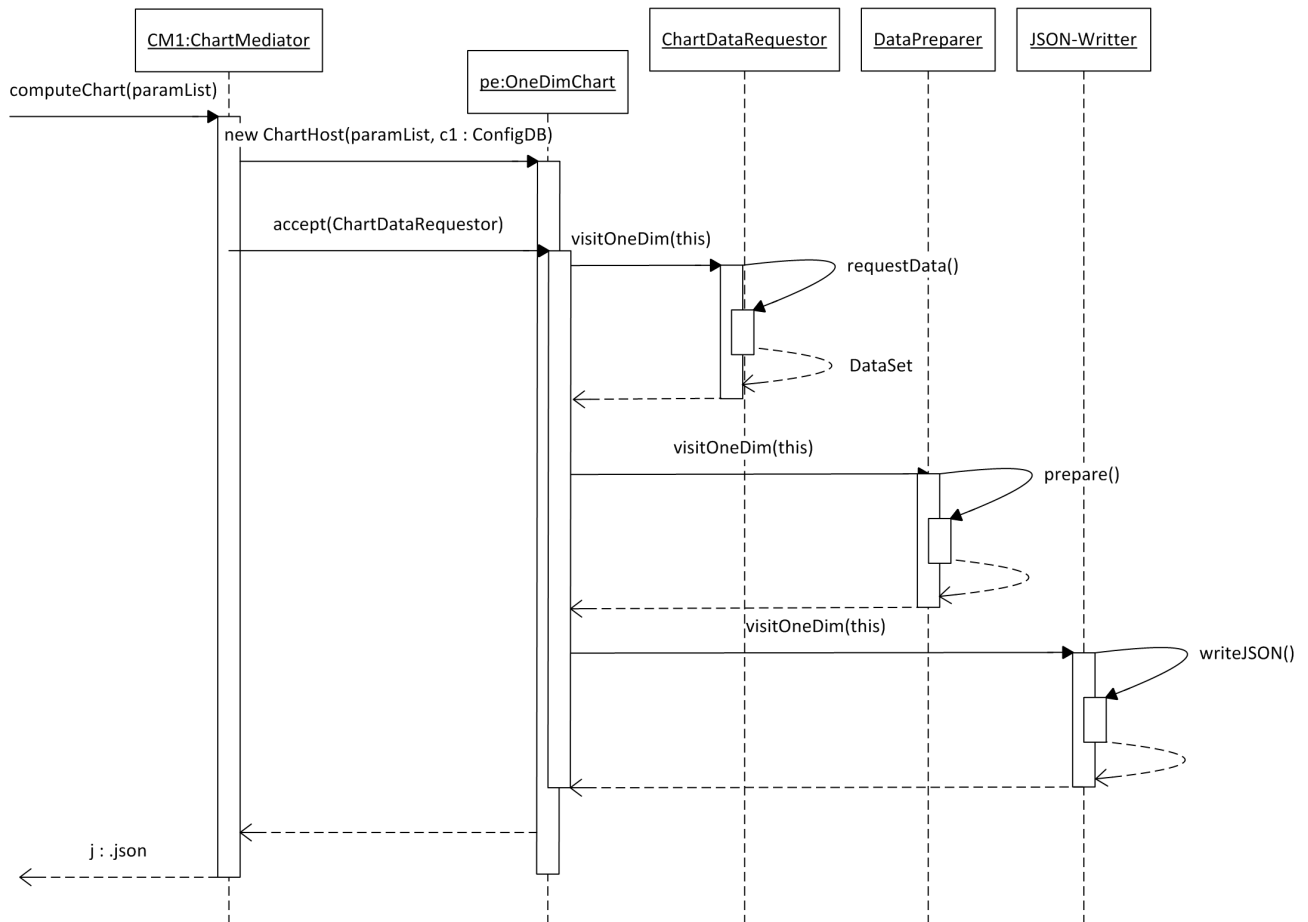 CM1:ChartMediator
pe:OneDimChart
ChartDataRequestor
DataPreparer
JSON-Writter
computeChart(paramList)
new ChartHost(paramList, c1 : ConfigDB)
accept(ChartDataRequestor)
visitOneDim(this)
requestData()
DataSet
visitOneDim(this)
prepare()
visitOneDim(this)
writeJSON()
j : .json